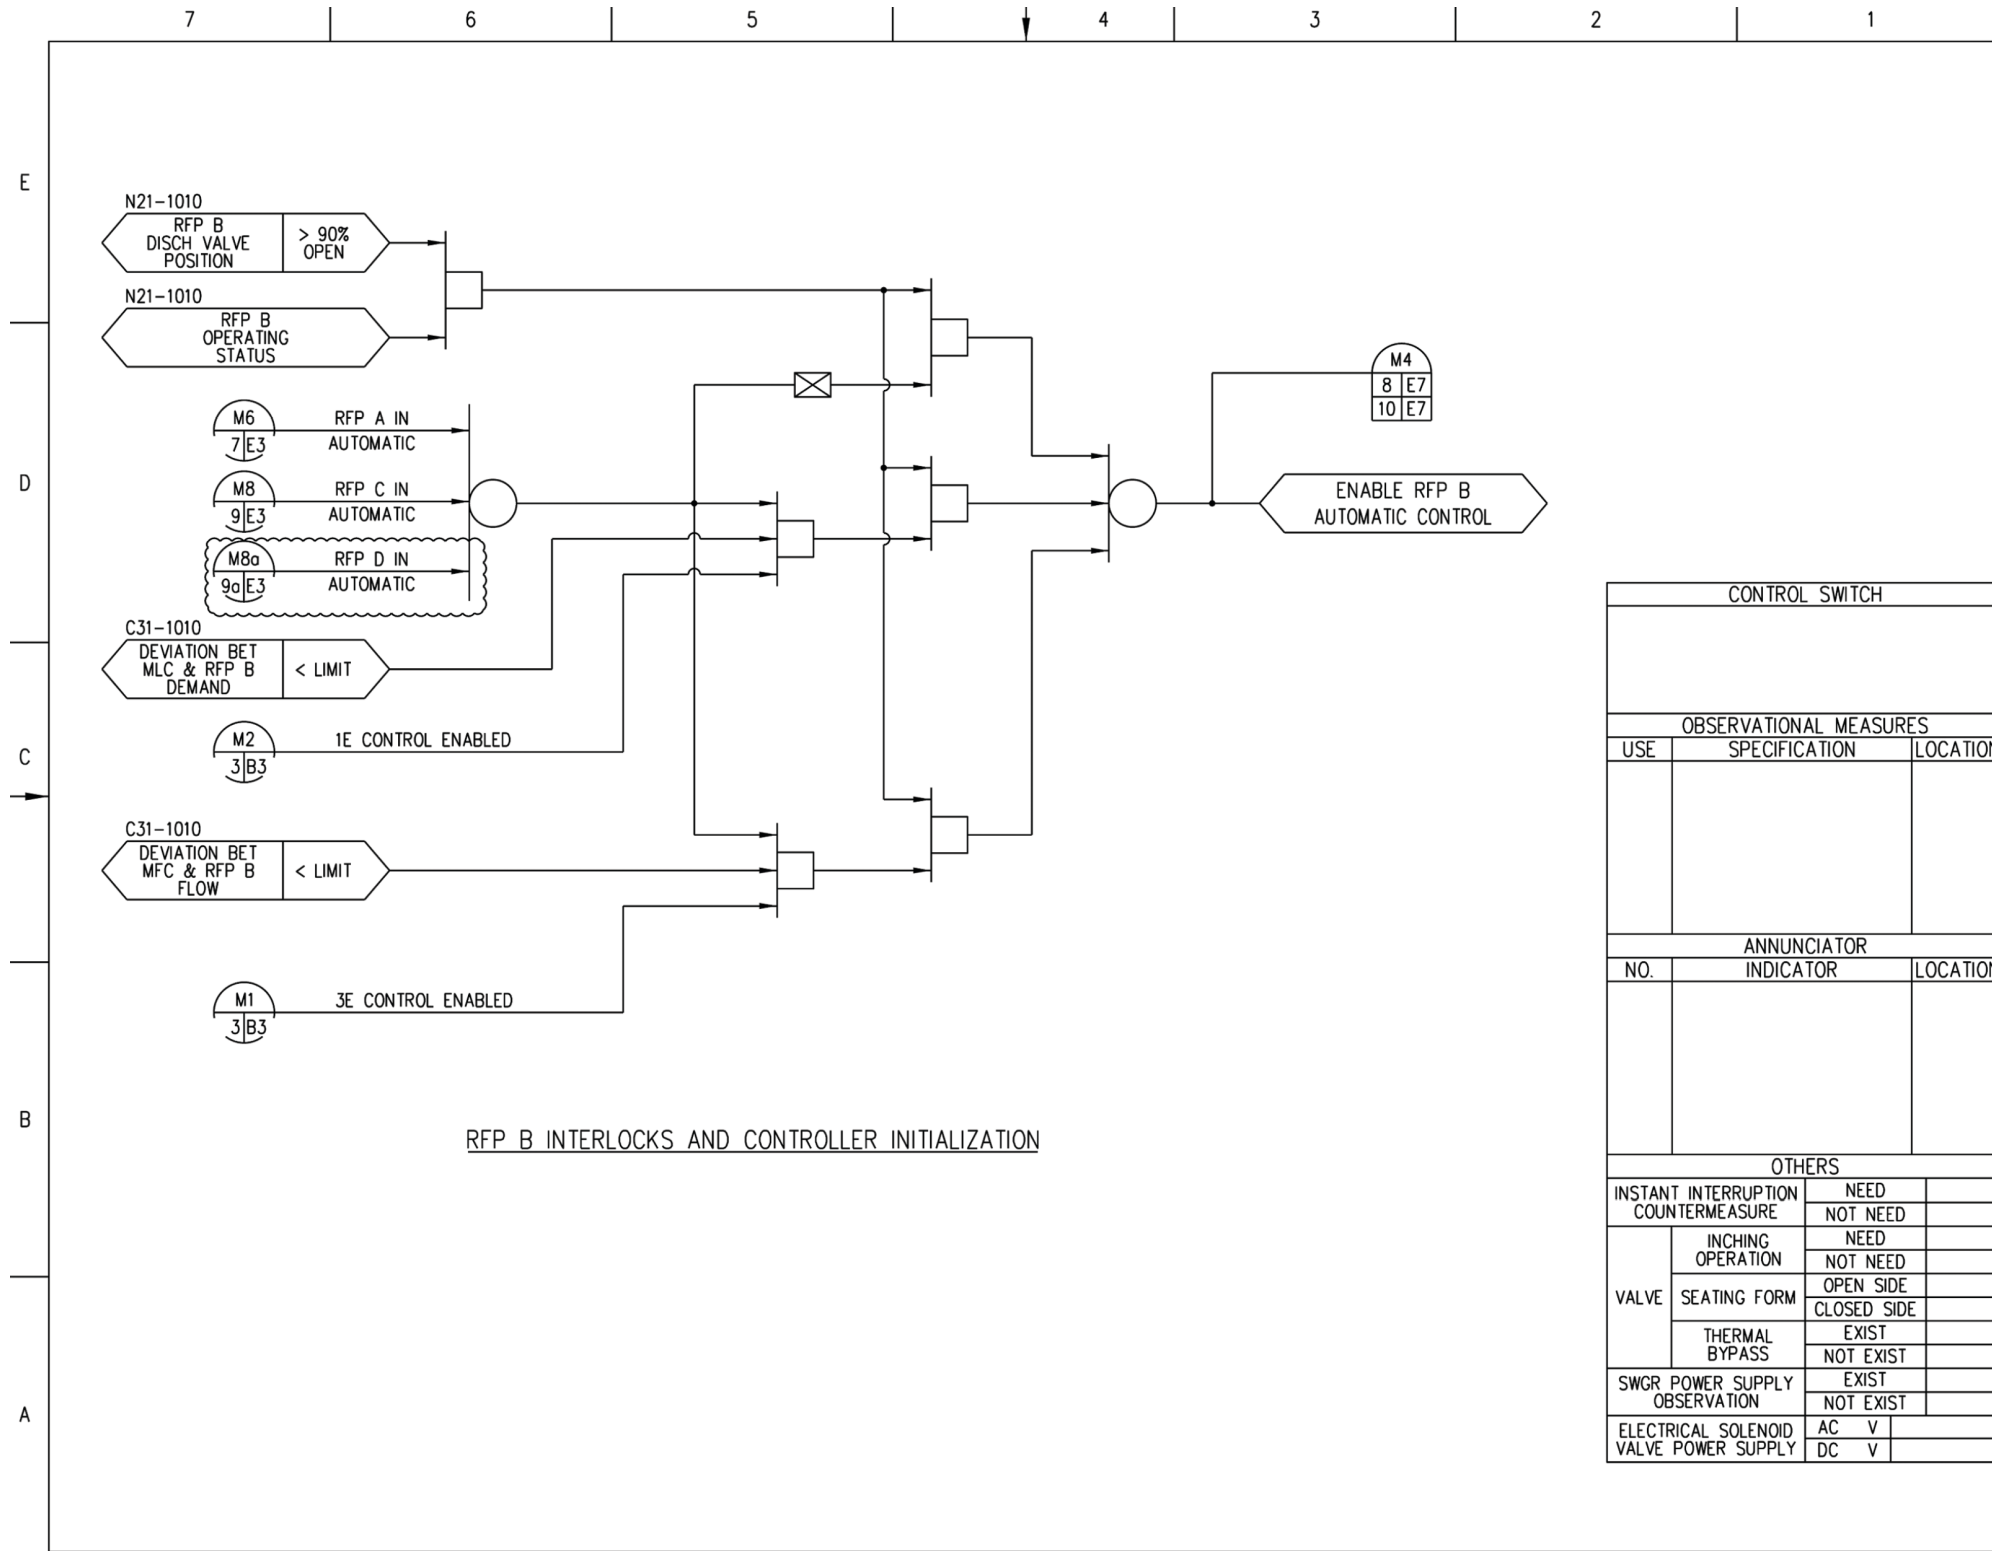 7 6 5 4 3 2 1
E
D
C
B
A
N21-1010
RFP B
DISCH VALVE
POSITION
> 90%
OPEN
N21-1010
RFP B
OPERATING
STATUS
M6
7 E3
RFP A IN
AUTOMATIC
M8
9 E3
RFP C IN
AUTOMATIC
M8a
9a E3
RFP D IN
AUTOMATIC
C31-1010
DEVIATION BET
MLC & RFP B
DEMAND
< LIMIT
M2
3 B3
1E CONTROL ENABLED
C31-1010
DEVIATION BET
MFC & RFP B
FLOW
< LIMIT
M1
3 B3
3E CONTROL ENABLED
M4
8 E7
10 E7
ENABLE RFP B
AUTOMATIC CONTROL
RFP B INTERLOCKS AND CONTROLLER INITIALIZATION
CONTROL SWITCH
OBSERVATIONAL MEASURES
USE SPECIFICATION LOCATION
ANNUNCIATOR
NO. INDICATOR LOCATION
OTHERS
INSTANT INTERRUPTION
COUNTERMEASURE
NEED
NOT NEED
VALVE
INCHING
OPERATION
NEED
NOT NEED
SEATING FORM
OPEN SIDE
CLOSED SIDE
THERMAL
BYPASS
EXIST
NOT EXIST
SWGR POWER SUPPLY
OBSERVATION
EXIST
NOT EXIST
ELECTRICAL SOLENOID
VALVE POWER SUPPLY
AC V
DC V